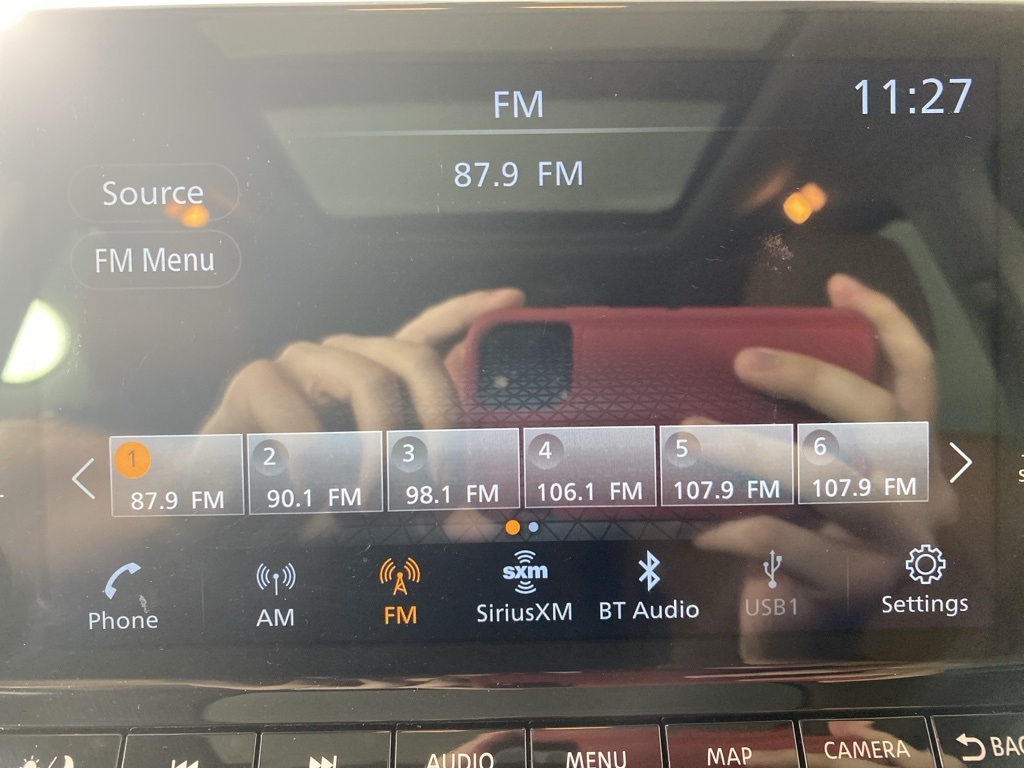 FM
11:27
87.9 FM
Source
FM Menu
1
2
3
4
5
6
87.9 FM
90.1 FM
98.1 FM
106.1 FM
107.9 FM
107.9 FM
sxm
Phone
AM
FM
SiriusXM
BT Audio
USB1
Settings
AUDIO
MENU
MAP
CAMERA